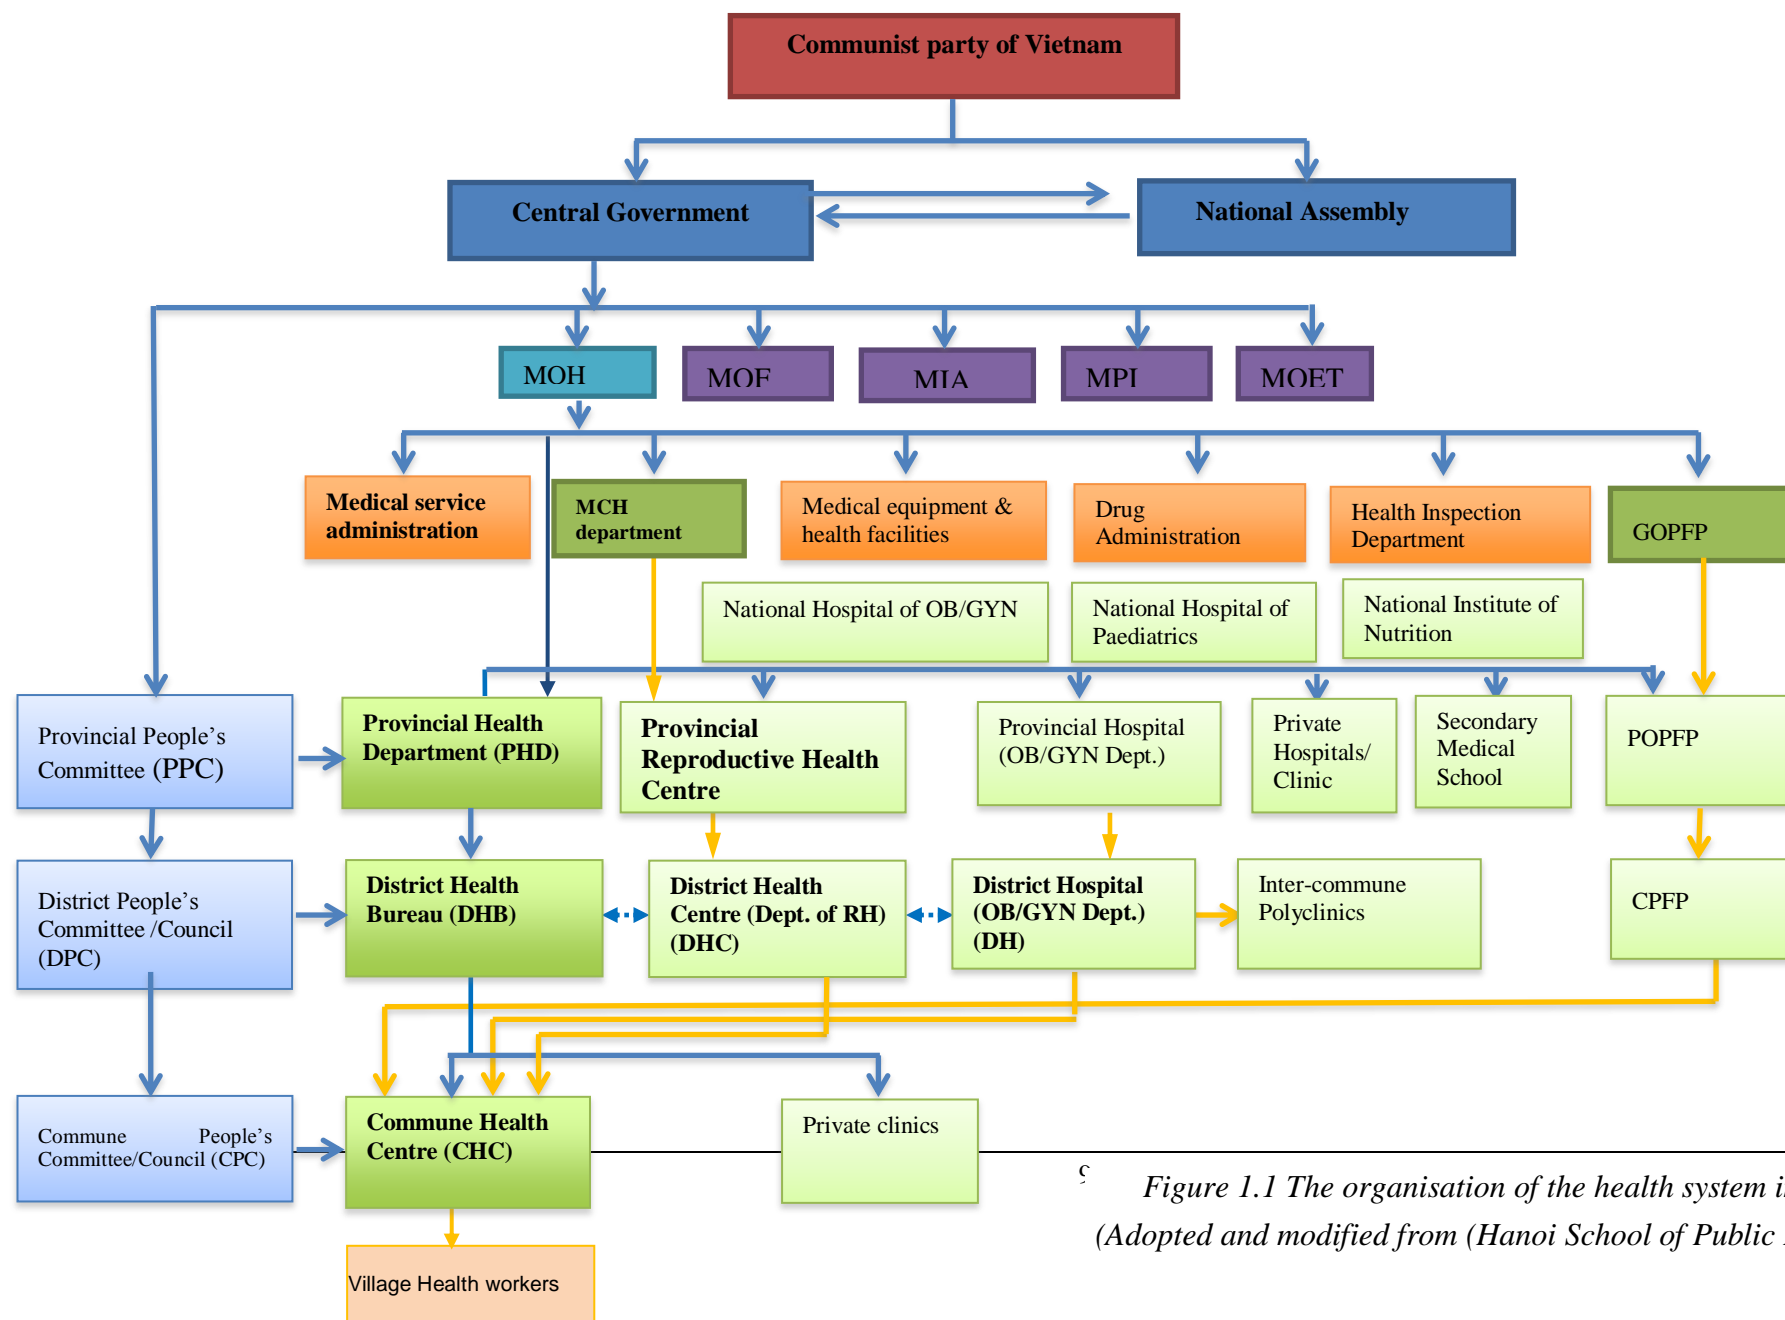 Communist party of Vietnam
Central Government
National Assembly
MOH
MOF
MIA
MPI
MOET
Medical service
administration
MCH
department
Medical equipment &
health facilities
Drug
Administration
Health Inspection
Department
GOPFP
National Hospital of OB/GYN
National Hospital of
Paediatrics
National Institute of
Nutrition
Provincial People’s
Committee (PPC)
Provincial Health
Department (PHD)
Provincial
Reproductive Health
Centre
Provincial Hospital
(OB/GYN Dept.)
Private
Hospitals/
Clinic
Secondary
Medical
School
POPFP
District People’s
Committee /Council
(DPC)
District Health
Bureau (DHB)
District Health
Centre (Dept. of RH)
(DHC)
District Hospital
(OB/GYN Dept.)
(DH)
Inter-commune
Polyclinics
CPFP
Commune People’s
Committee/Council (CPC)
Commune Health
Centre (CHC)
Private clinics
Figure 1.1 The organisation of the health system
(Adopted and modified from (Hanoi School of Public
Village Health workers